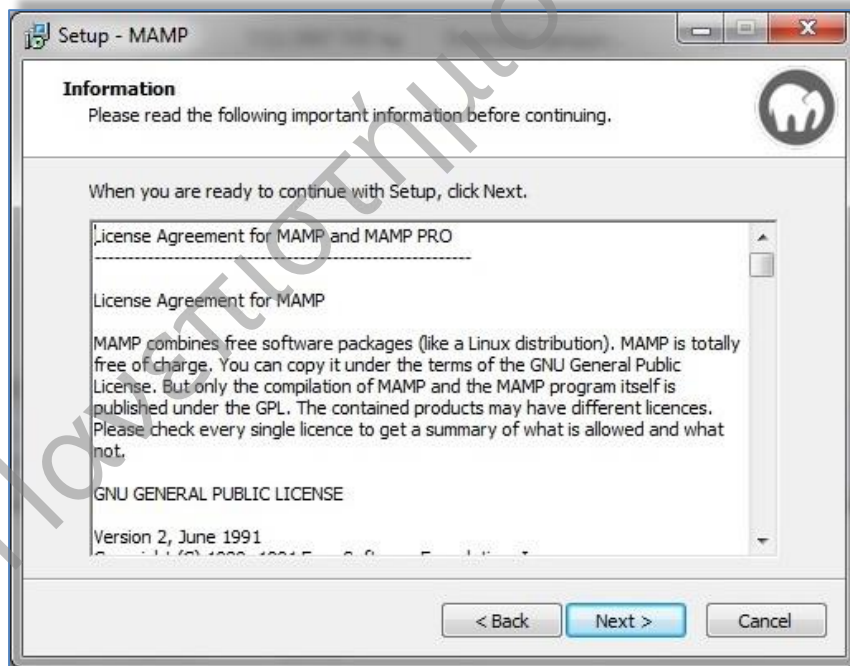 Setup - MAMP
Information
Please read the following important information before continuing.
When you are ready to continue with Setup, click Next.
License Agreement for MAMP and MAMP PRO
---------------------------------------------------------
License Agreement for MAMP
MAMP combines free software packages (like a Linux distribution). MAMP is totally
free of charge. You can copy it under the terms of the GNU General Public
License. But only the compilation of MAMP and the MAMP program itself is
published under the GPL. The contained products may have different licences.
Please check every single licence to get a summary of what is allowed and what
not.
GNU GENERAL PUBLIC LICENSE
Version 2, June 1991
< Back
Next >
Cancel
Πανεπιστήμιο